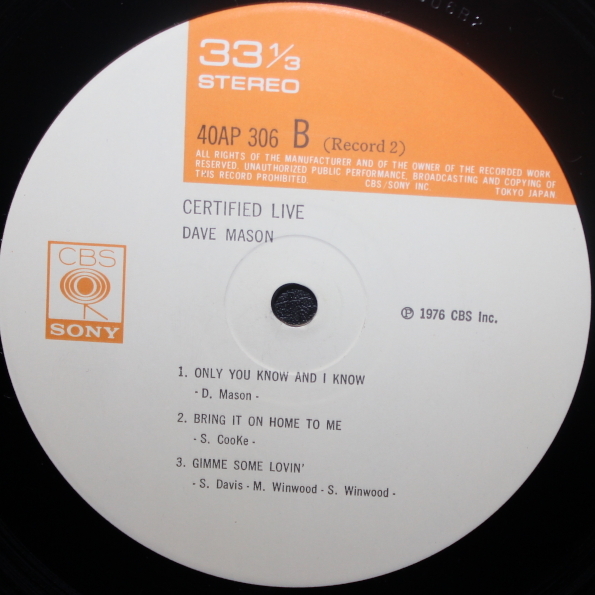 33 1/3
STEREO
40AP 306 B (Record 2)
ALL RIGHTS OF THE MANUFACTURER AND OF THE OWNER OF THE RECORDED WORK
RESERVED. UNAUTHORIZED PUBLIC PERFORMANCE, BROADCASTING AND COPYING OF
THIS RECORD PROHIBITED. CBS/SONY INC TOKYO JAPAN
CERTIFIED LIVE
DAVE MASON
CBS
SONY
℗ 1976 CBS Inc.
1. ONLY YOU KNOW AND I KNOW
- D. Mason -
2. BRING IT ON HOME TO ME
- S. CooKe -
3. GIMME SOME LOVIN'
- S. Davis - M. Winwood - S. Winwood -